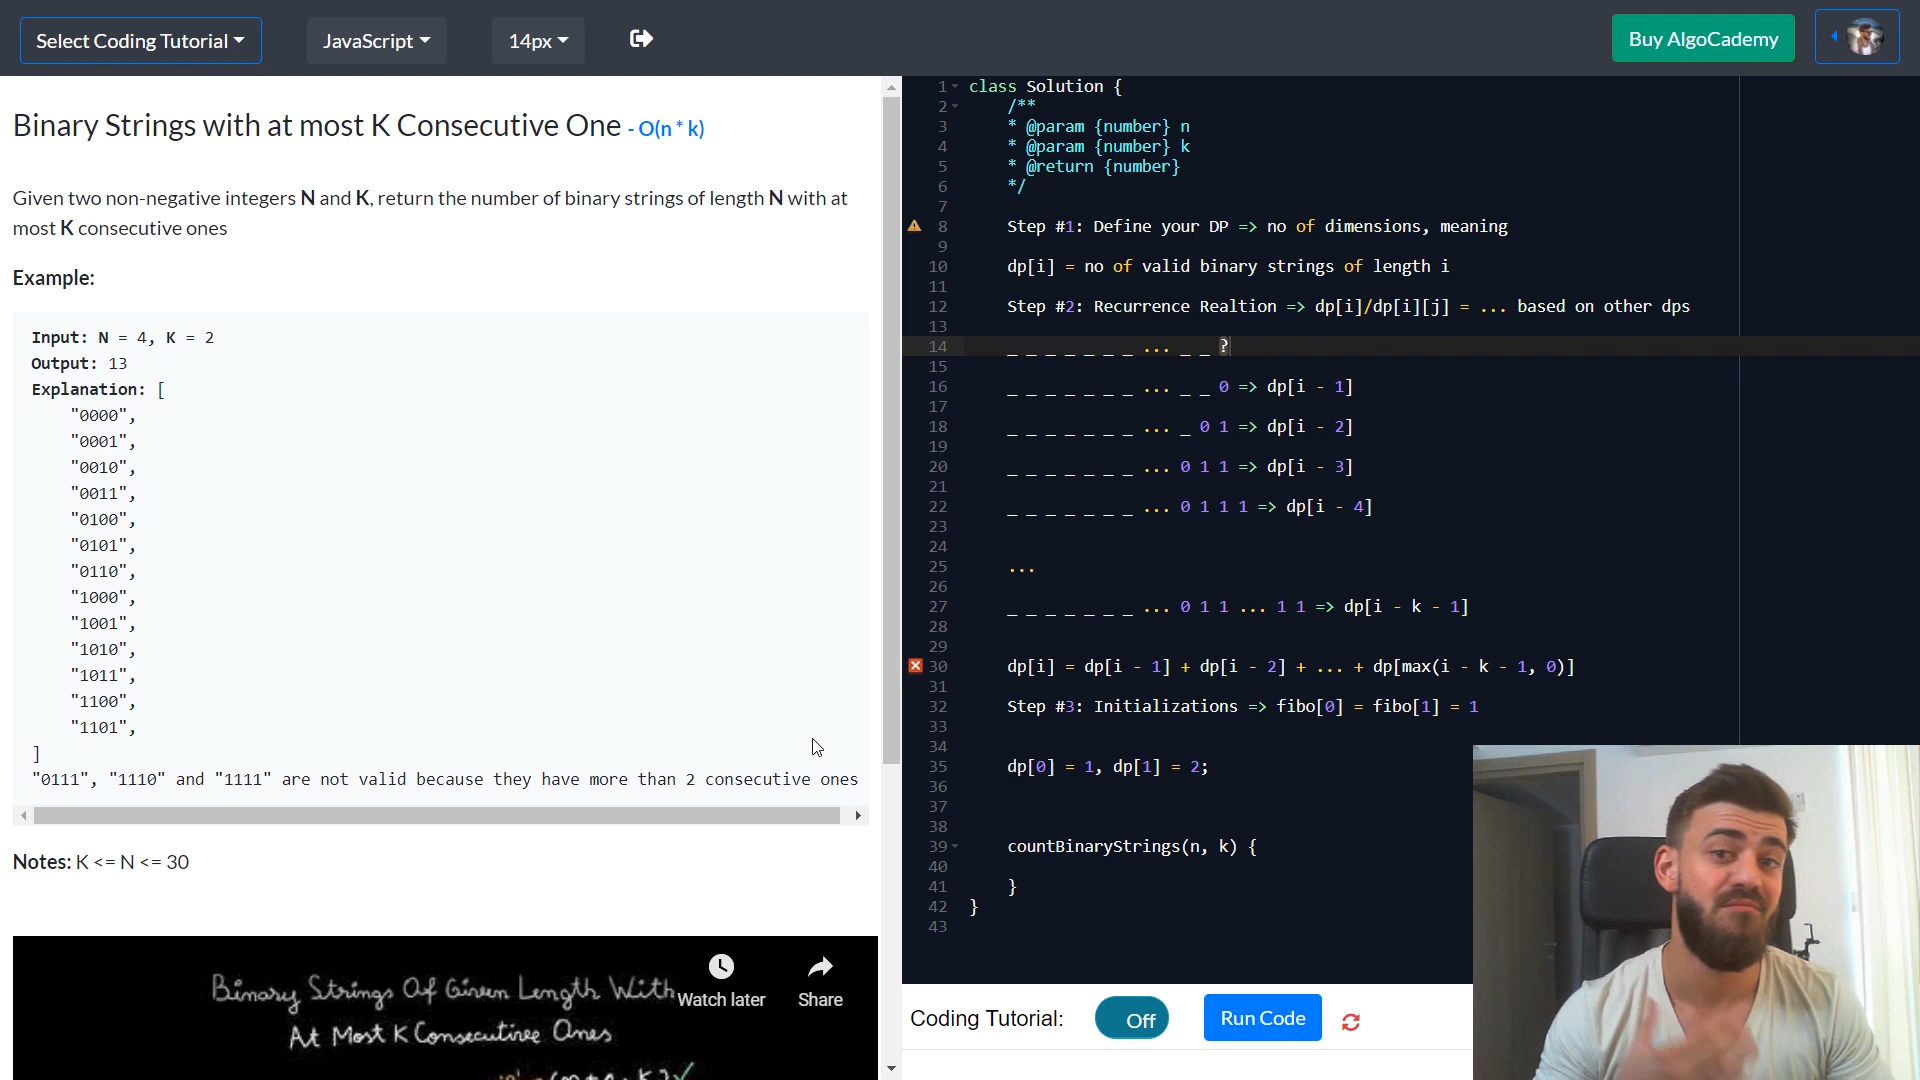 Select Coding Tutorial
JavaScript
14px
Buy AlgoCademy
Binary Strings with at most K Consecutive One - O(n * k)
Given two non-negative integers N and K, return the number of binary strings of length N with at
most K consecutive ones
Example:
Input: N = 4, K = 2
Output: 13
Explanation: [
"0000",
"0001",
"0010",
"0011",
"0100",
"0101",
"0110",
"1000",
"1001",
"1010",
"1011",
"1100",
"1101",
]
"0111", "1110" and "1111" are not valid because they have more than 2 consecutive ones
Notes: K <= N <= 30
Binary Strings Of Given Length With
At Most K Consecutive Ones
Watch later
Share
1 class Solution {
2 /**
3 * @param {number} n
4 * @param {number} k
5 * @return {number}
6 */
7
8 Step #1: Define your DP => no of dimensions, meaning
9
10 dp[i] = no of valid binary strings of length i
11
12 Step #2: Recurrence Realtion => dp[i]/dp[i][j] = ... based on other dps
13
14 _ _ _ _ _ _ _ ... _ _ ?
15
16 _ _ _ _ _ _ _ ... _ _ 0 => dp[i - 1]
17
18 _ _ _ _ _ _ _ ... _ 0 1 => dp[i - 2]
19
20 _ _ _ _ _ _ _ ... 0 1 1 => dp[i - 3]
21
22 _ _ _ _ _ _ _ ... 0 1 1 1 => dp[i - 4]
23
24
25 ...
26
27 _ _ _ _ _ _ _ ... 0 1 1 ... 1 1 => dp[i - k - 1]
28
29
30 dp[i] = dp[i - 1] + dp[i - 2] + ... + dp[max(i - k - 1, 0)]
31
32 Step #3: Initializations => fibo[0] = fibo[1] = 1
33
34
35 dp[0] = 1, dp[1] = 2;
36
37
38
39 countBinaryStrings(n, k) {
40
41 }
42 }
43
Coding Tutorial:
Off
Run Code